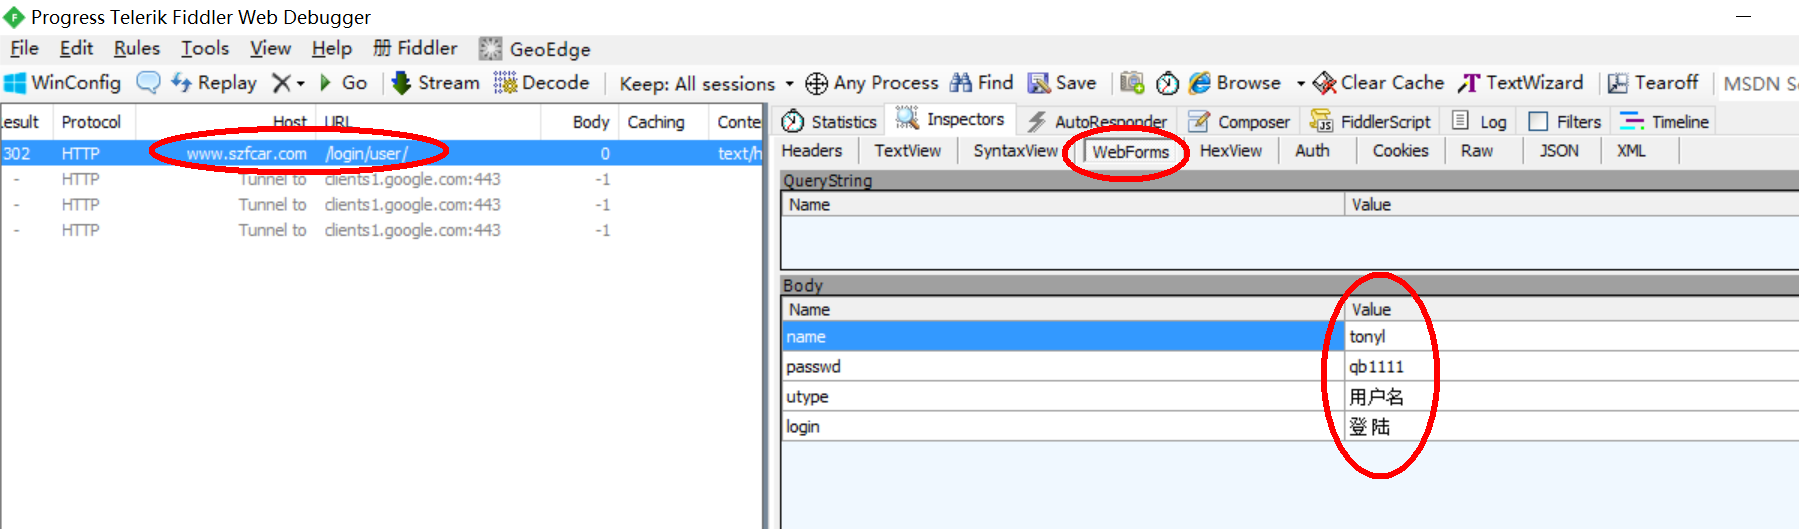 Progress Telerik Fiddler Web Debugger
File Edit Rules Tools View Help 册 Fiddler GeoEdge
WinConfig Replay Go Stream Decode Keep: All sessions Any Process Find Save Browse Clear Cache TextWizard Tearoff MSDN
Statistics Inspectors AutoResponder Composer FiddlerScript Log Filters Timeline
esult Protocol Host URL Body Caching Conte
Headers TextView SyntaxView WebForms HexView Auth Cookies Raw JSON XML
302 HTTP www.szfcar.com /login/user/ 0 text/h
- HTTP Tunnel to clients1.google.com:443 -1
- HTTP Tunnel to clients1.google.com:443 -1
- HTTP Tunnel to clients1.google.com:443 -1
QueryString
Name Value
Body
Name Value
name tonyl
passwd qb1111
utype 用户名
login 登 陆